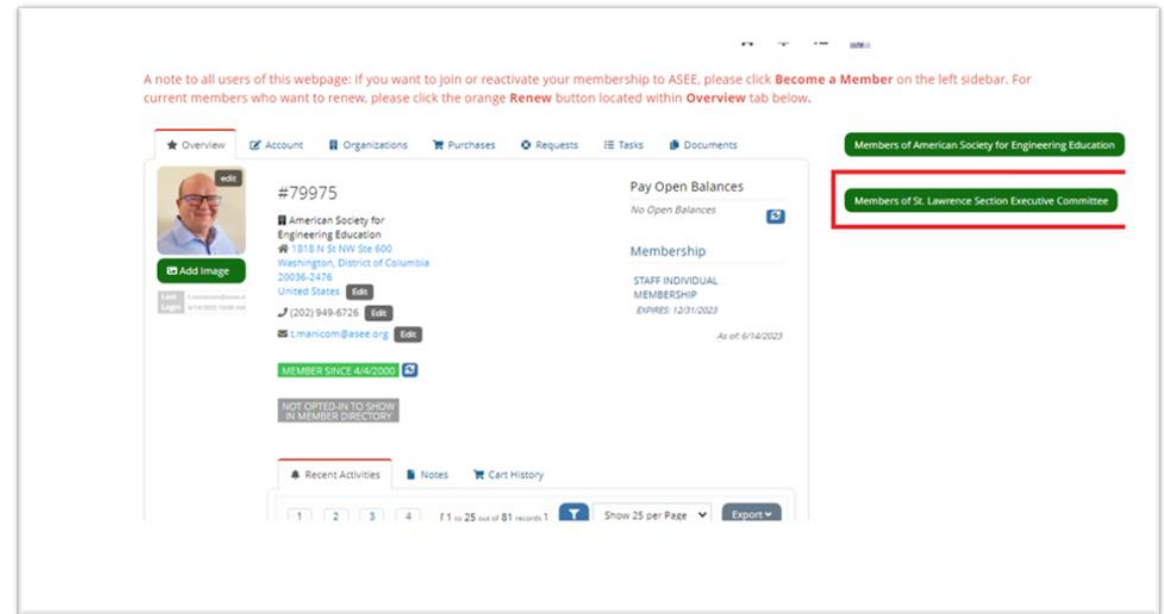 A note to all users of this webpage: if you want to join or reactivate your membership to ASEE, please click Become a Member on the left sidebar. For
current members who want to renew, please click the orange Renew button located within Overview tab below.
Overview
Account
Organizations
Purchases
Requests
Tasks
Documents
Members of American Society for Engineering Education
Members of St. Lawrence Section Executive Committee
edit
Add Image
Last
Login
#79975
American Society for
Engineering Education
1818 N St NW Ste 600
Washington, District of Columbia
20036-2476
United States Edit
(202) 949-6726 Edit
t.manicom@asee.org Edit
MEMBER SINCE 4/4/2000
NOT OPTED-IN TO SHOW
IN MEMBER DIRECTORY
Pay Open Balances
No Open Balances
Membership
STAFF INDIVIDUAL
MEMBERSHIP
EXPIRES: 12/31/2023
As of: 6/14/2023
Recent Activities
Notes
Cart History
1 2 3 4 [ 1 to 25 out of 81 records ] Show 25 per Page Export